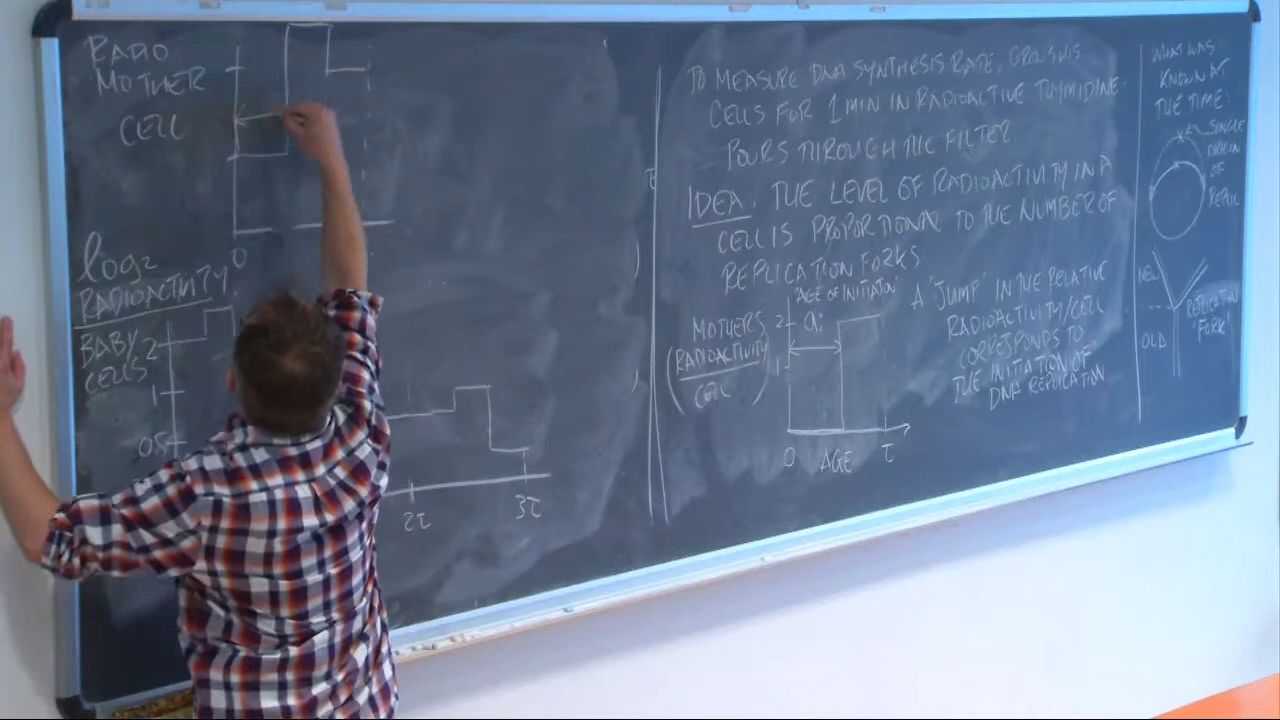 RADIO
MOTHER
CELL
0
log2
RADIOACTIVITY
BABY
CELLS
2
1
0.5
2τ
3τ
TO MEASURE DNA SYNTHESIS RATE, GROWS HIS
CELLS FOR 1 MIN IN RADIOACTIVE THYMIDINE.
POURS THROUGH THE FILTER
IDEA. THE LEVEL OF RADIOACTIVITY IN A
CELL IS PROPORTIONAL TO THE NUMBER OF
REPLICATION FORKS
"AGE OF INITIATION
ai
MOTHERS
(RADIOACTIVITY
CELL)
2
1
0 AGE τ
A 'JUMP' IN THE RELATIVE
RADIOACTIVITY/CELL
CORRESPONDS TO
THE INITIATION OF
DNA REPLICATION
WHAT WAS
KNOWN AT
THE TIME:
SINGLE
ORIGIN
OF
REPLIC
NEW
REPLICATION
'FORK'
OLD